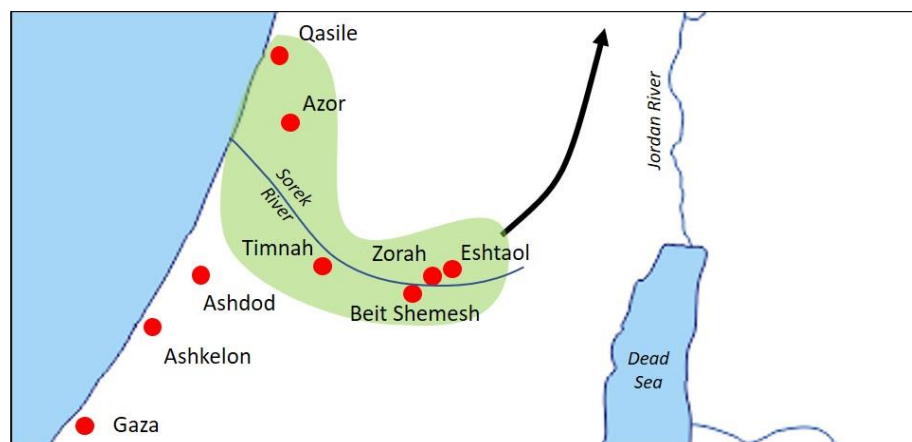 Qasile
Azor
Jordan River
Sorek
River
Timnah
Zorah
Eshtaol
Ashdod
Beit Shemesh
Ashkelon
Dead
Sea
Gaza